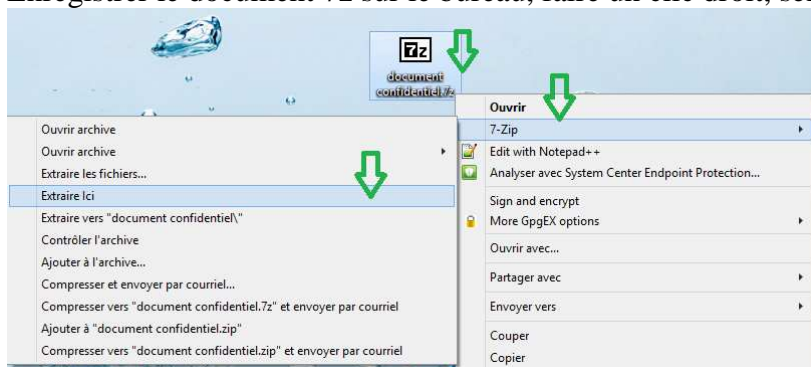 Enregistrer le document 7z sur le bureau, faire un clic droit,
7z
document
confidentiel.7z
Ouvrir
7-Zip
Edit with Notepad++
Analyser avec System Center Endpoint Protection...
Sign and encrypt
More GpgEX options
Ouvrir avec...
Partager avec
Envoyer vers
Couper
Copier
Ouvrir archive
Ouvrir archive
Extraire les fichiers...
Extraire Ici
Extraire vers "document confidentiel\"
Contrôler l'archive
Ajouter à l'archive...
Compresser et envoyer par courriel...
Compresser vers "document confidentiel.7z" et envoyer par courriel
Ajouter à "document confidentiel.zip"
Compresser vers "document confidentiel.zip" et envoyer par courriel